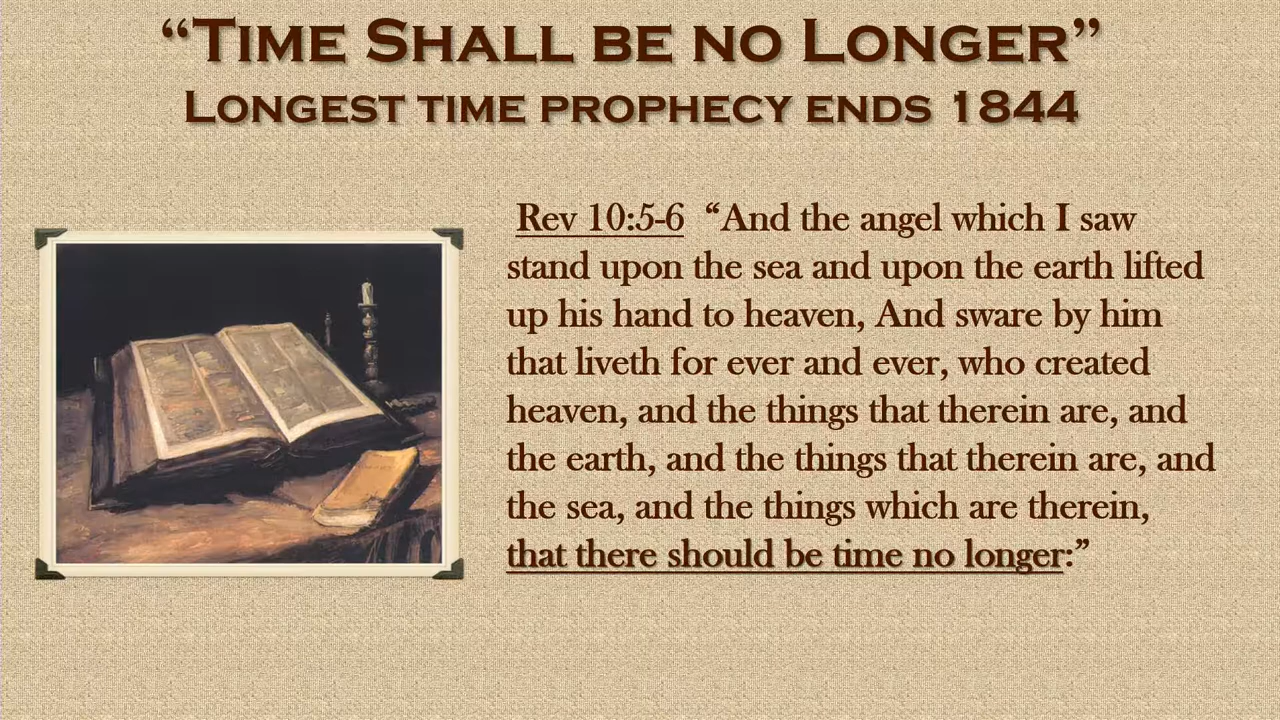 “Time Shall be no Longer”
Longest time prophecy ends 1844
Rev 10:5-6 “And the angel which I saw
stand upon the sea and upon the earth lifted
up his hand to heaven, And sware by him
that liveth for ever and ever, who created
heaven, and the things that therein are, and
the earth, and the things that therein are, and
the sea, and the things which are therein,
that there should be time no longer:”